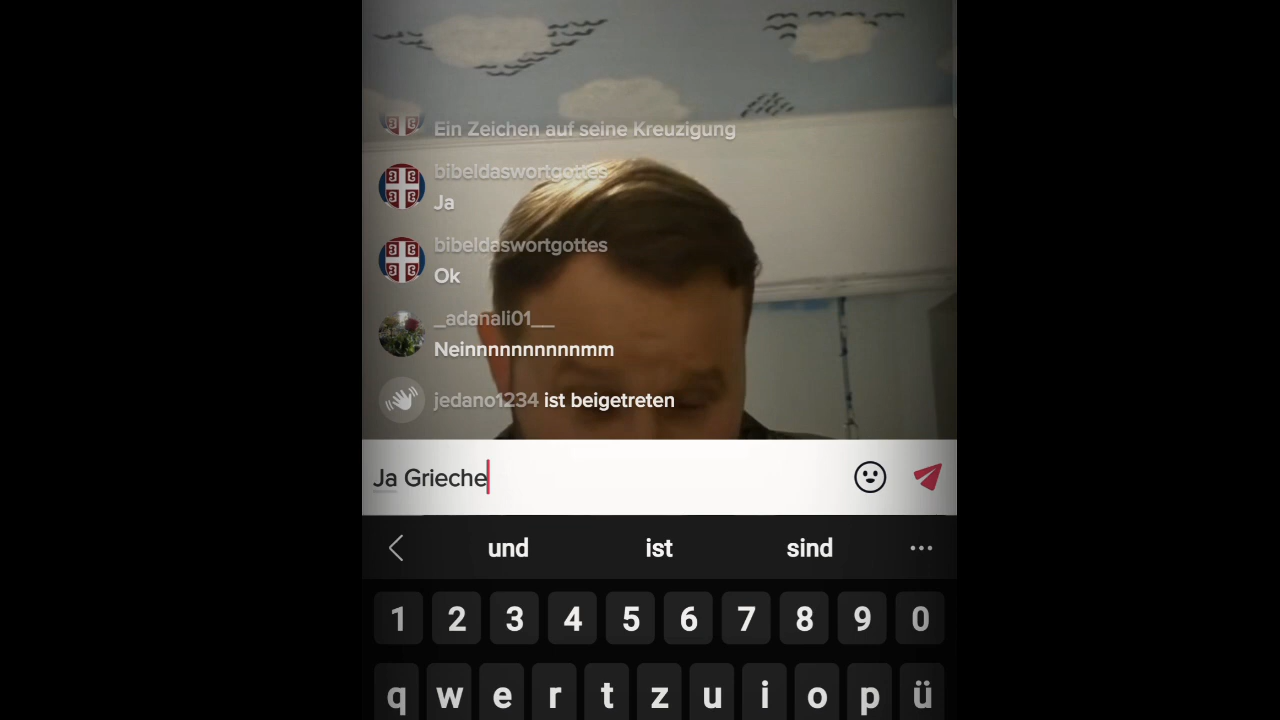 Ein Zeichen auf seine Kreuzigung
bibeldaswortgottes
Ja
bibeldaswortgottes
Ok
_adanali01__
Neinnnnnnnnnnnmm
jedano1234 ist beigetreten
Ja Grieche
und ist sind
1 2 3 4 5 6 7 8 9 0
q w e r t z u i o p ü